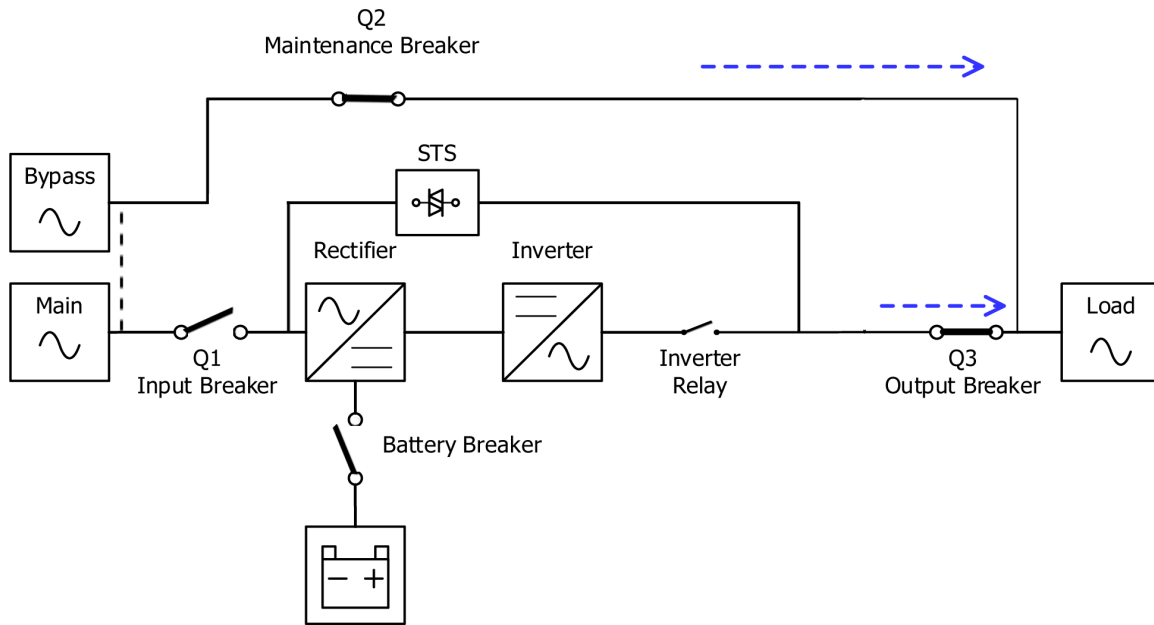 Q2
Maintenance Breaker
STS
Bypass
Rectifier
Inverter
Main
Load
Q1
Input Breaker
Inverter
Relay
Q3
Output Breaker
Battery Breaker
− +